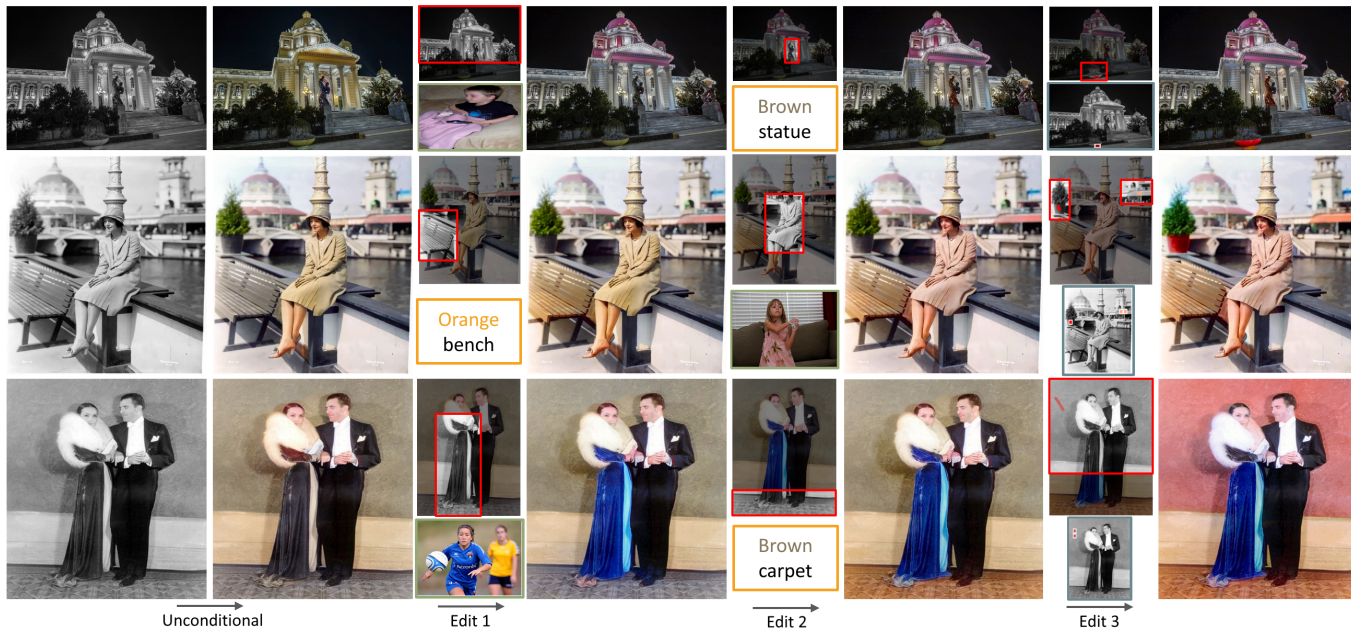 Brown
statue
Orange
bench
Brown
carpet
Unconditional
Edit 1
Edit 2
Edit 3